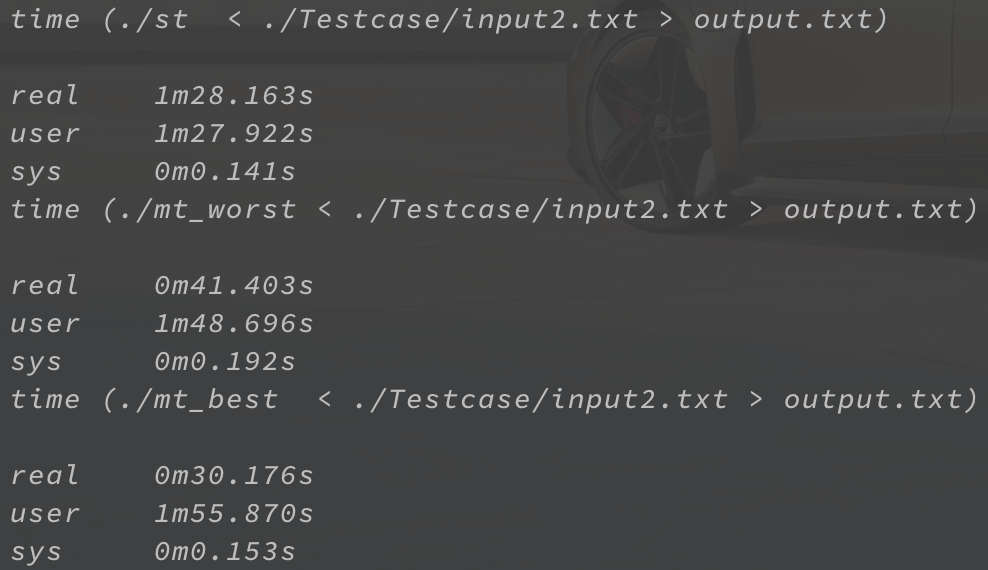 time (./st < ./Testcase/input2.txt > output.txt)
real 1m28.163s
user 1m27.922s
sys 0m0.141s
time (./mt_worst < ./Testcase/input2.txt > output.txt)
real 0m41.403s
user 1m48.696s
sys 0m0.192s
time (./mt_best < ./Testcase/input2.txt > output.txt)
real 0m30.176s
user 1m55.870s
sys 0m0.153s